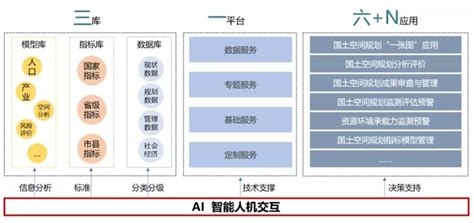 三库
一平台
六+N应用
模型库
人口
产业
空间
分析
风险
评价
...
指标库
国家
指标
省级
指标
市县
指标
数据库
现状
数据
规划
数据
管理
数据
社会
经济
数据服务
专题服务
基础服务
定制服务
国土空间规划“一张图”应用
国土空间规划分析评价
国土空间规划成果审查与管理
国土空间规划监测评估预警
资源环境承载力监测预警
国土空间规划指标模型管理
信息分析
标准
分类分级
技术支撑
决策支持
AI 智能人机交互